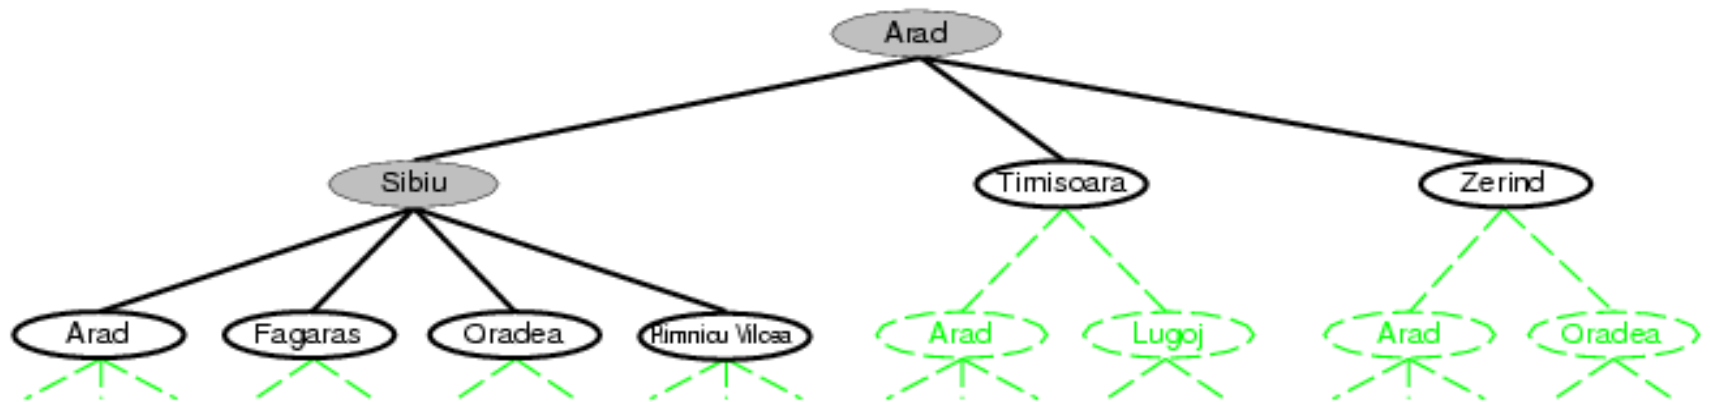 Arad
Sibiu
Timisoara
Zerind
Arad
Fagaras
Oradea
Rimnicu Vilcea
Arad
Lugoj
Arad
Oradea